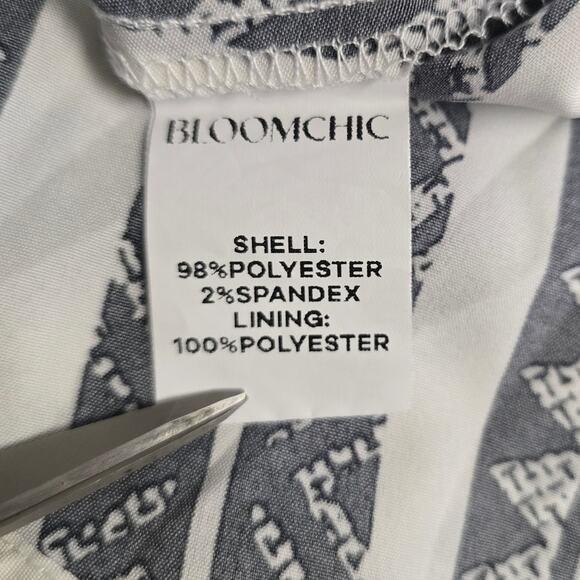 BLOOMCHIC
SHELL:
98%POLYESTER
2%SPANDEX
LINING:
100%POLYESTER